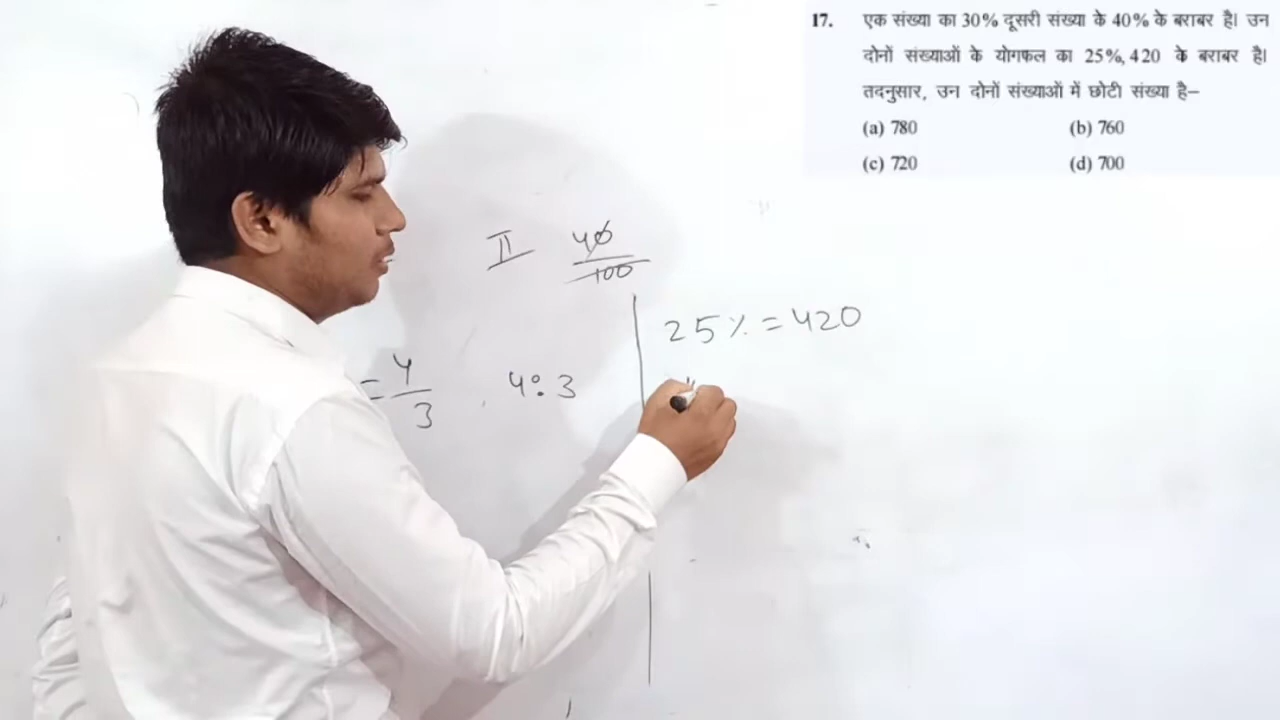 17. एक संख्या का 30% दूसरी संख्या के 40% के बराबर है। उन
दोनों संख्याओं के योगफल का 25%, 420 के बराबर है।
तदनुसार, उन दोनों संख्याओं में छोटी संख्या है–
(a) 780 (b) 760
(c) 720 (d) 700
II 40/100
25% = 420
= 4/3 4:3